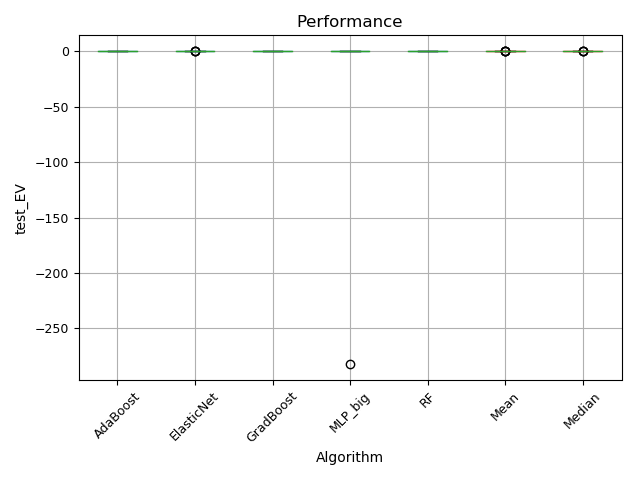 Performance
0
−50
−100
−150
−200
−250
test_EV
AdaBoost
ElasticNet
GradBoost
MLP_big
RF
Mean
Median
Algorithm